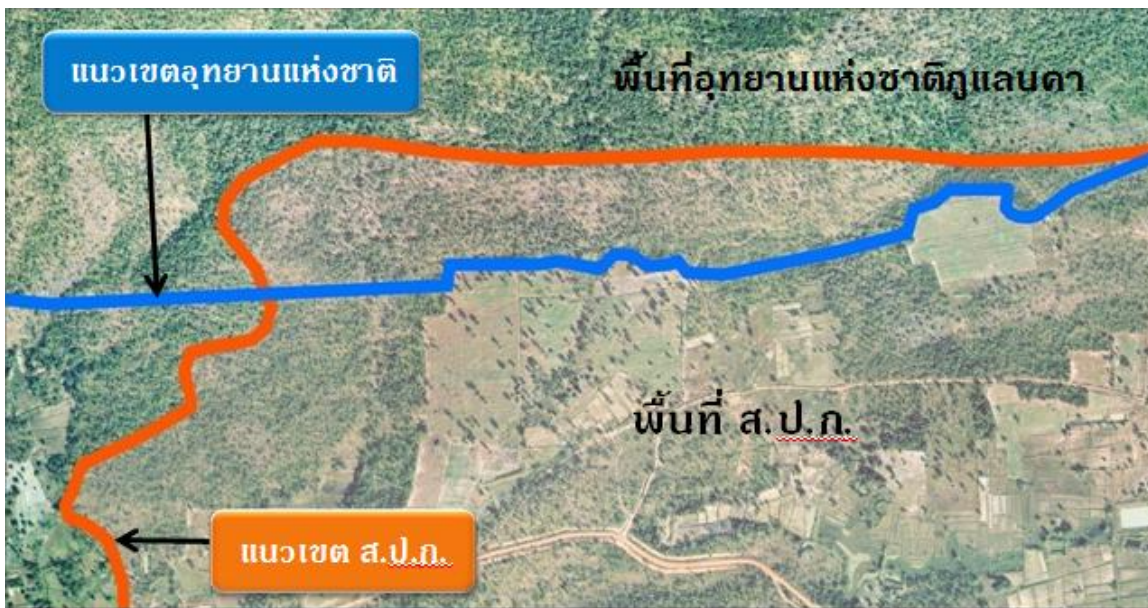 แนวเขตอุทยานแห่งชาติ
พื้นที่อุทยานแห่งชาติภูแลนคา
พื้นที่ ส.ป.ก.
แนวเขต ส.ป.ก.